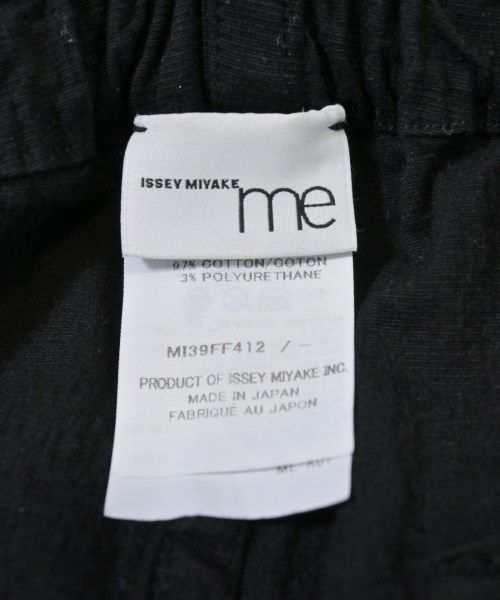 ISSEY MIYAKE me
97% COTTON/COTON
3% POLYURETHANE
MI39FF412 / -
PRODUCT OF ISSEY MIYAKE INC.
MADE IN JAPAN
FABRIQUÉ AU JAPON